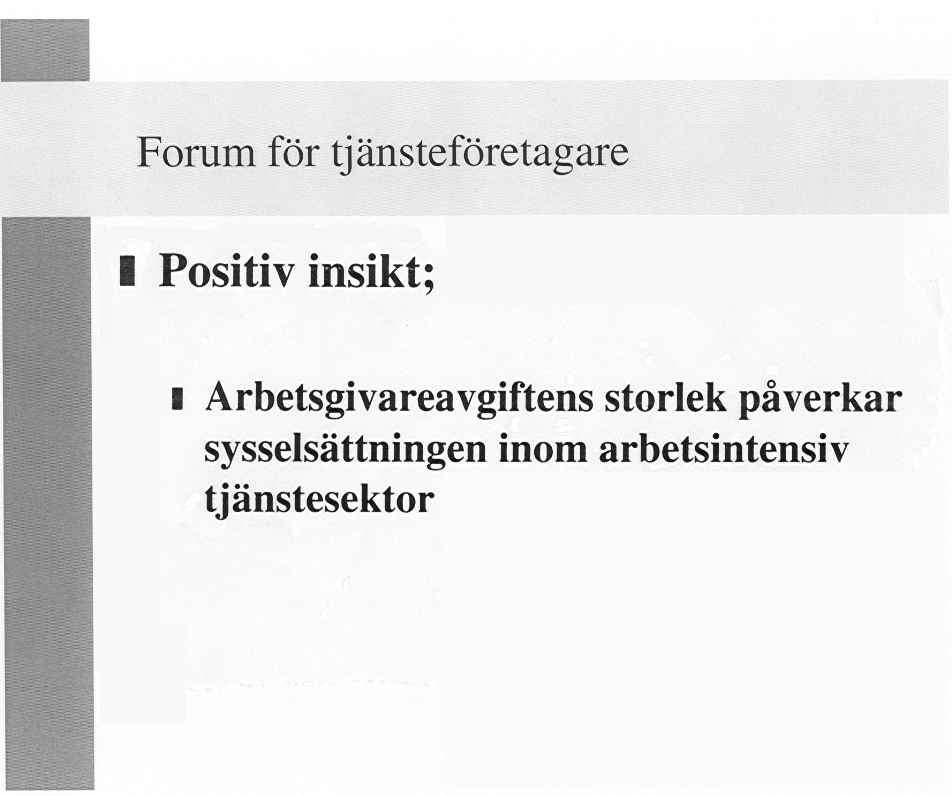 Forum för tjänsteföretagare
Positiv insikt;
Arbetsgivareavgiftens storlek påverkar
sysselsättningen inom arbetsintensiv
tjänstesektor